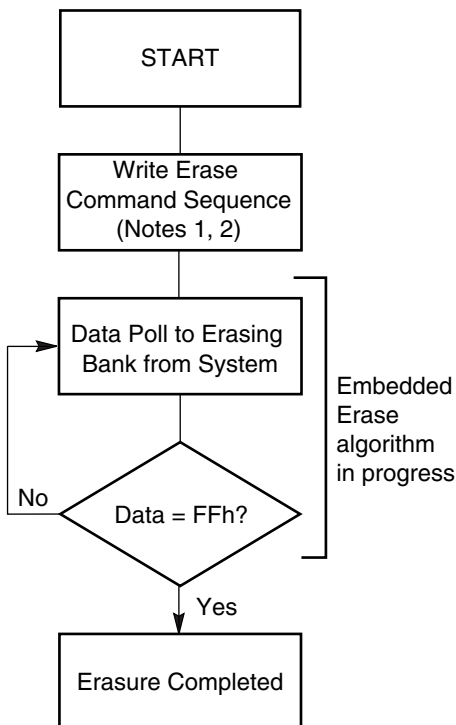 START
Write Erase
Command Sequence
(Notes 1, 2)
Data Poll to Erasing
Bank from System
Embedded
Erase
algorithm
in progress
No
Data = FFh?
Yes
Erasure Completed